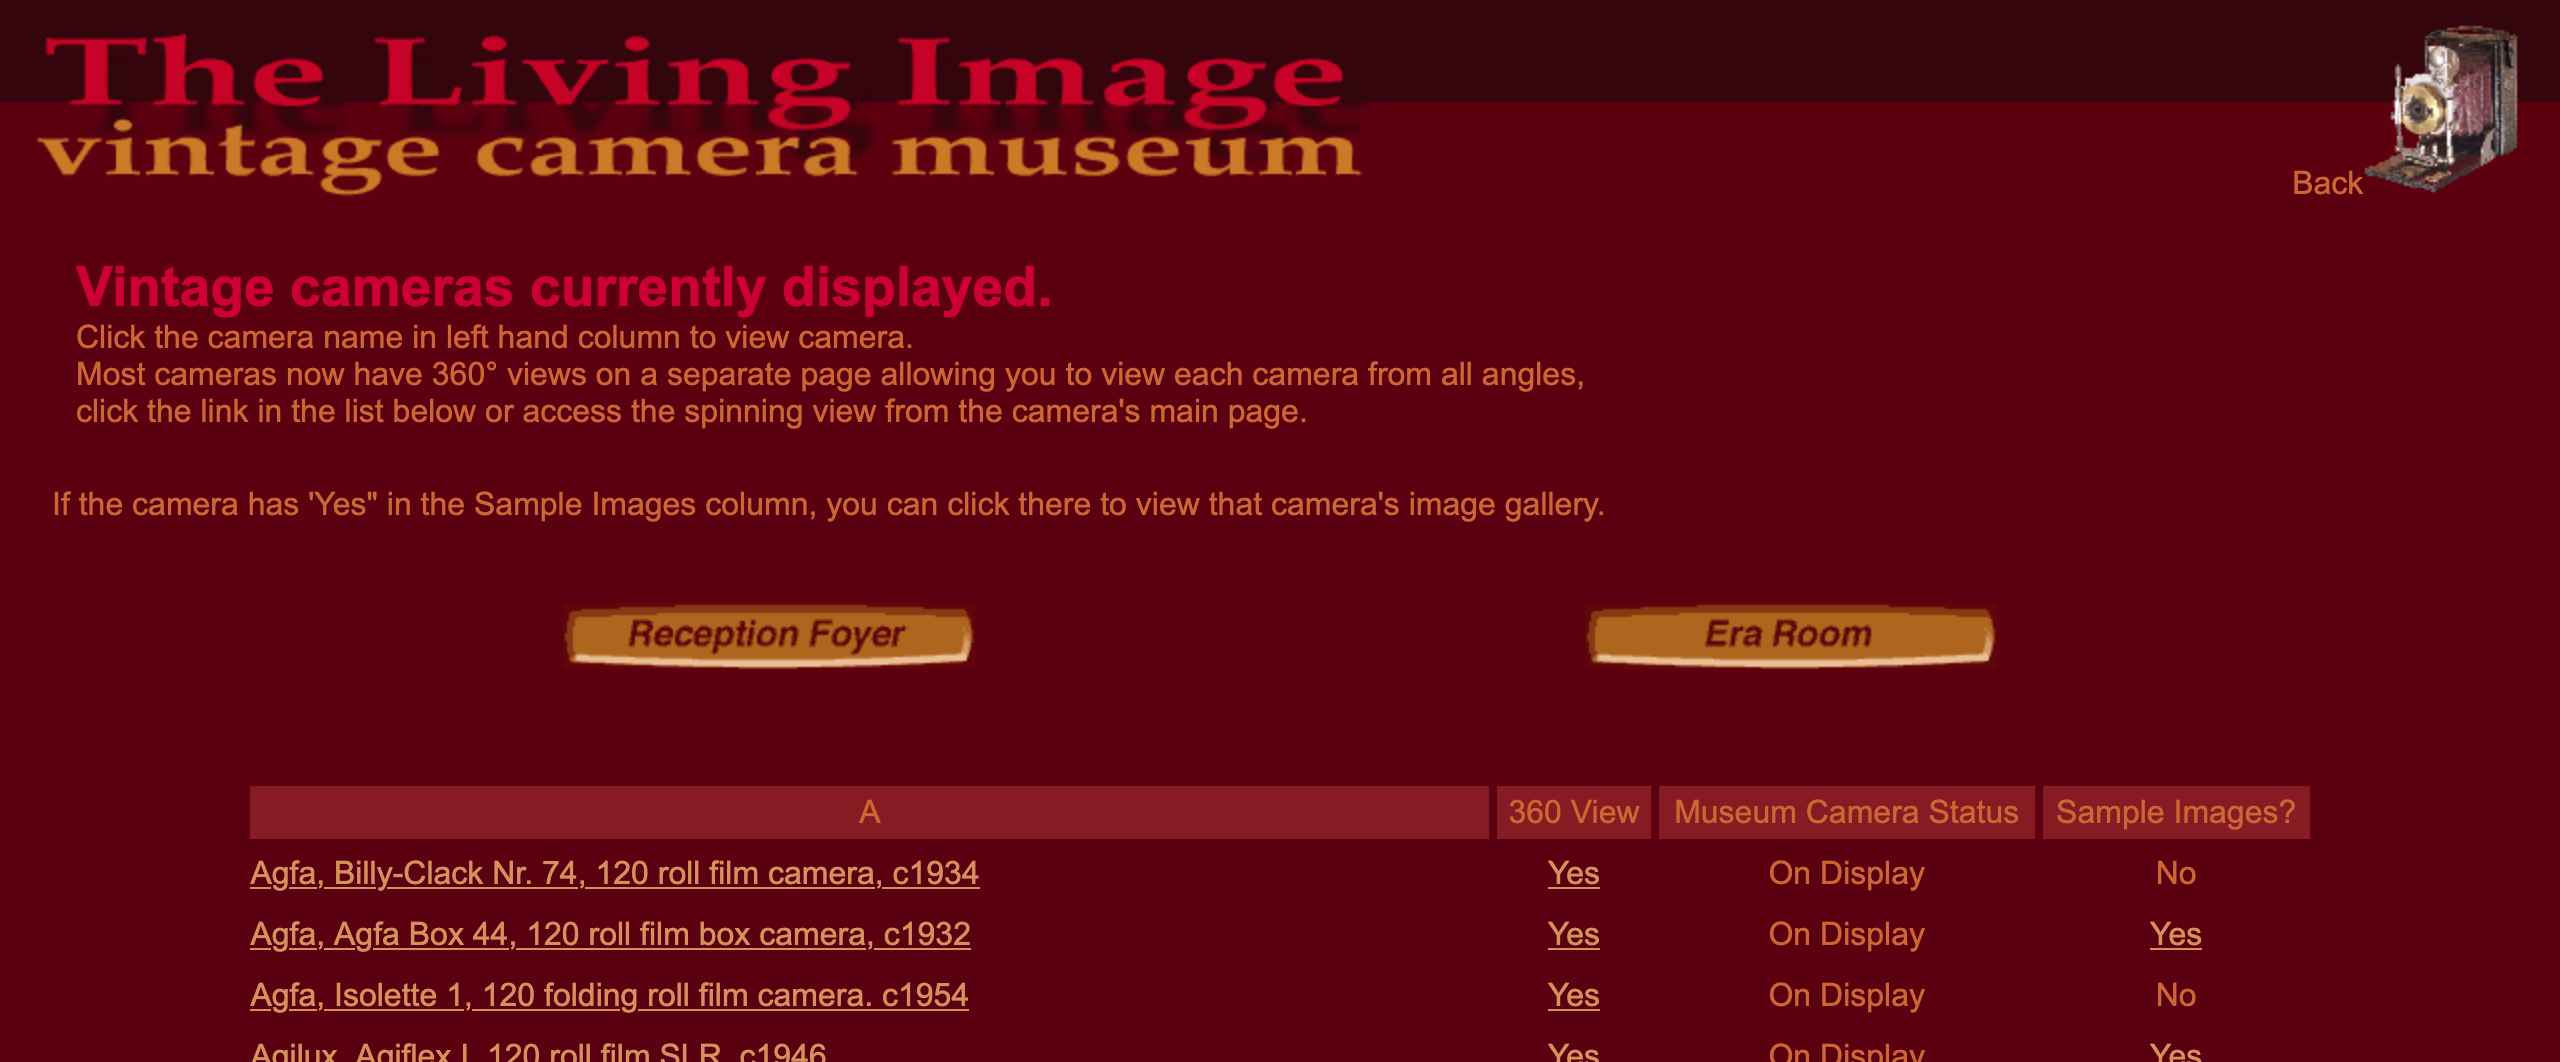 The Living Image
vintage camera museum
Back
Vintage cameras currently displayed.
Click the camera name in left hand column to view camera.
Most cameras now have 360° views on a separate page allowing you to view each camera from all angles,
click the link in the list below or access the spinning view from the camera's main page.
If the camera has 'Yes" in the Sample Images column, you can click there to view that camera's image gallery.
Reception Foyer
Era Room
A 360 View Museum Camera Status Sample Images?
Agfa, Billy-Clack Nr. 74, 120 roll film camera, c1934 Yes On Display No
Agfa, Agfa Box 44, 120 roll film box camera, c1932 Yes On Display Yes
Agfa, Isolette 1, 120 folding roll film camera. c1954 Yes On Display No
Agilux, Agiflex I, 120 roll film SLR, c1946 Yes On Display Yes